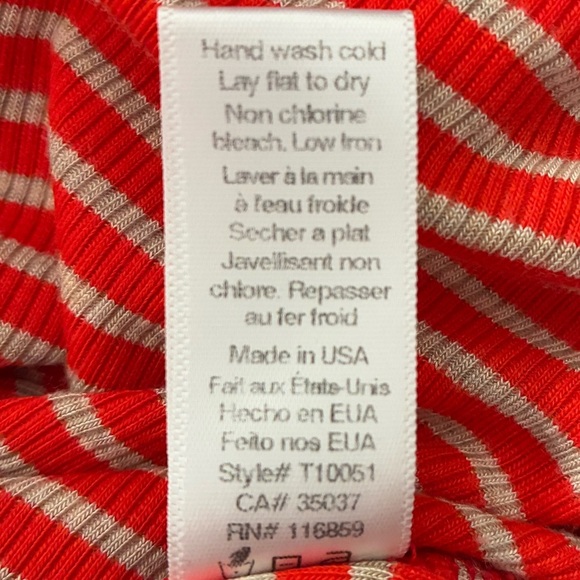 Hand wash cold
Lay flat to dry
Non chlorine
bleach. Low Iron
Laver à la main
à l'eau froide
Secher a plat
Javellisant non
chlore. Repasser
au fer froid
Made in USA
Fait aux États-Unis
Hecho en EUA
Feito nos EUA
Style# T10051
CA# 35037
RN# 116859